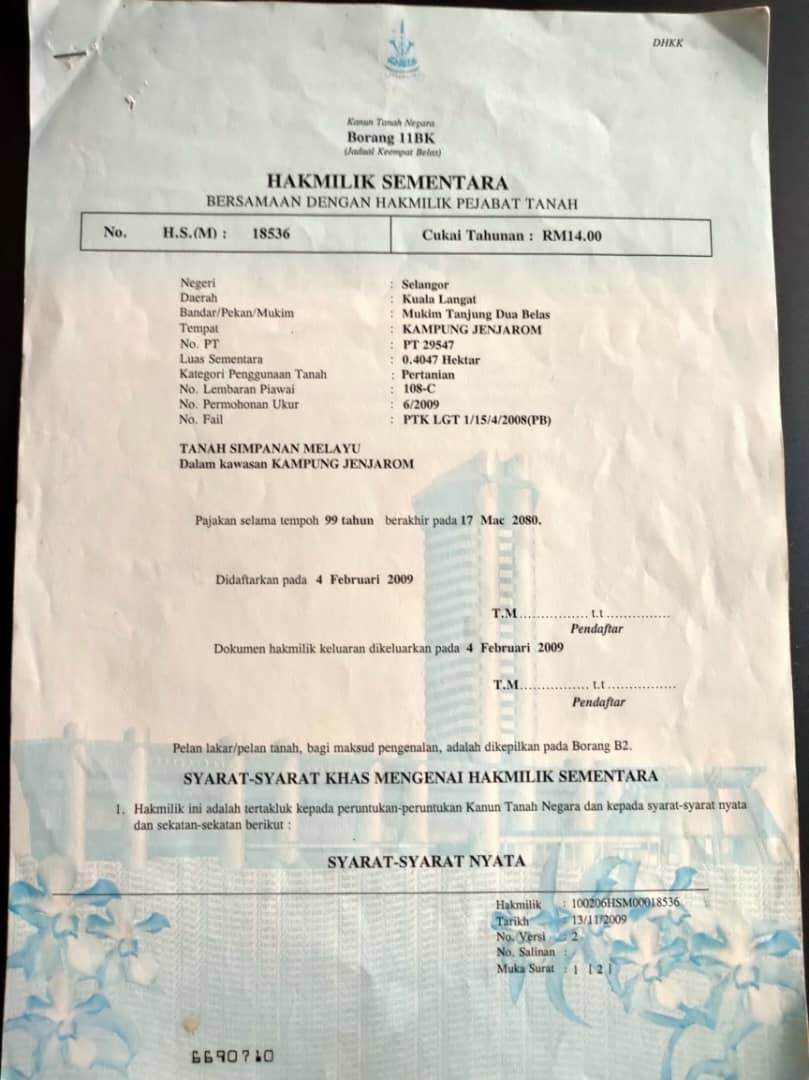 DHKK
Kanun Tanah Negara
Borang 11BK
(Jadual Keempat Belas)
HAKMILIK SEMENTARA
BERSAMAAN DENGAN HAKMILIK PEJABAT TANAH
No. H.S.(M) : 18536 Cukai Tahunan : RM14.00
Negeri : Selangor
Daerah : Kuala Langat
Bandar/Pekan/Mukim : Mukim Tanjung Dua Belas
Tempat : KAMPUNG JENJAROM
No. PT : PT 29547
Luas Sementara : 0.4047 Hektar
Kategori Penggunaan Tanah : Pertanian
No. Lembaran Piawai : 108-C
No. Permohonan Ukur : 6/2009
No. Fail : PTK LGT 1/15/4/2008(PB)
TANAH SIMPANAN MELAYU
Dalam kawasan KAMPUNG JENJAROM
Pajakan selama tempoh 99 tahun berakhir pada 17 Mac 2080.
Didaftarkan pada 4 Februari 2009
T.M................ t.t ...............
Pendaftar
Dokumen hakmilik keluaran dikeluarkan pada 4 Februari 2009
T.M................ t.t ................
Pendaftar
Pelan lakar/pelan tanah, bagi maksud pengenalan, adalah dikepilkan pada Borang B2.
SYARAT-SYARAT KHAS MENGENAI HAKMILIK SEMENTARA
1. Hakmilik ini adalah tertakluk kepada peruntukan-peruntukan Kanun Tanah Negara dan kepada syarat-syarat nyata
dan sekatan-sekatan berikut :
SYARAT-SYARAT NYATA
Hakmilik : 100206HSM00018536
Tarikh : 13/11/2009
No. Versi : 2
No. Salinan :
Muka Surat : 1 [ 2 ]
6690710